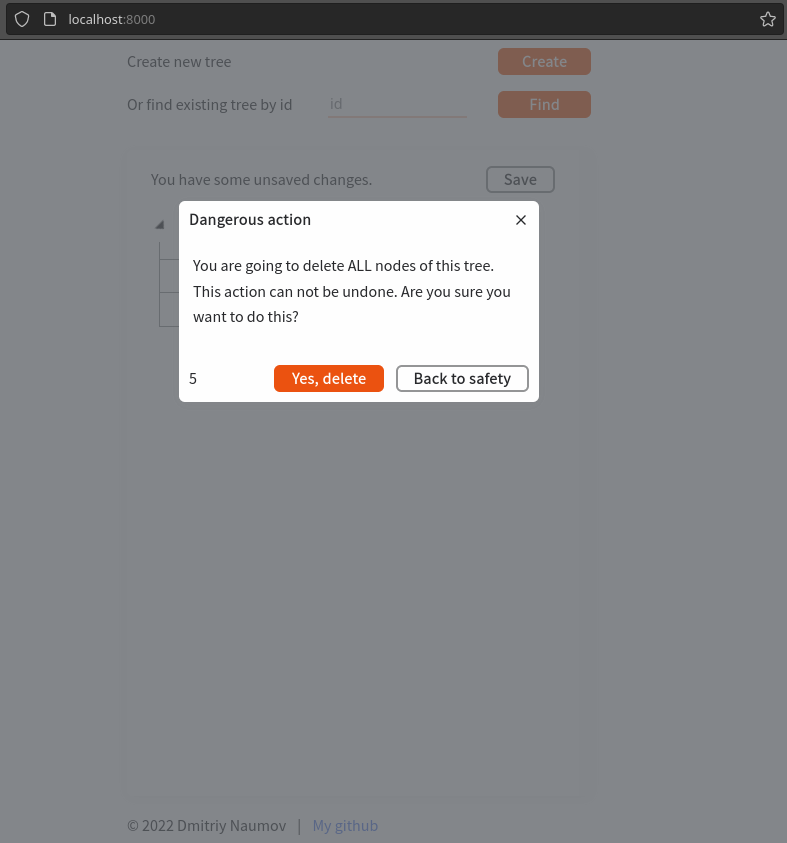 localhost:8000
Create new tree Create
Or find existing tree by id id Find
You have some unsaved changes. Save
Dangerous action
You are going to delete ALL nodes of this tree.
This action can not be undone. Are you sure you
want to do this?
5 Yes, delete Back to safety
© 2022 Dmitriy Naumov | My github